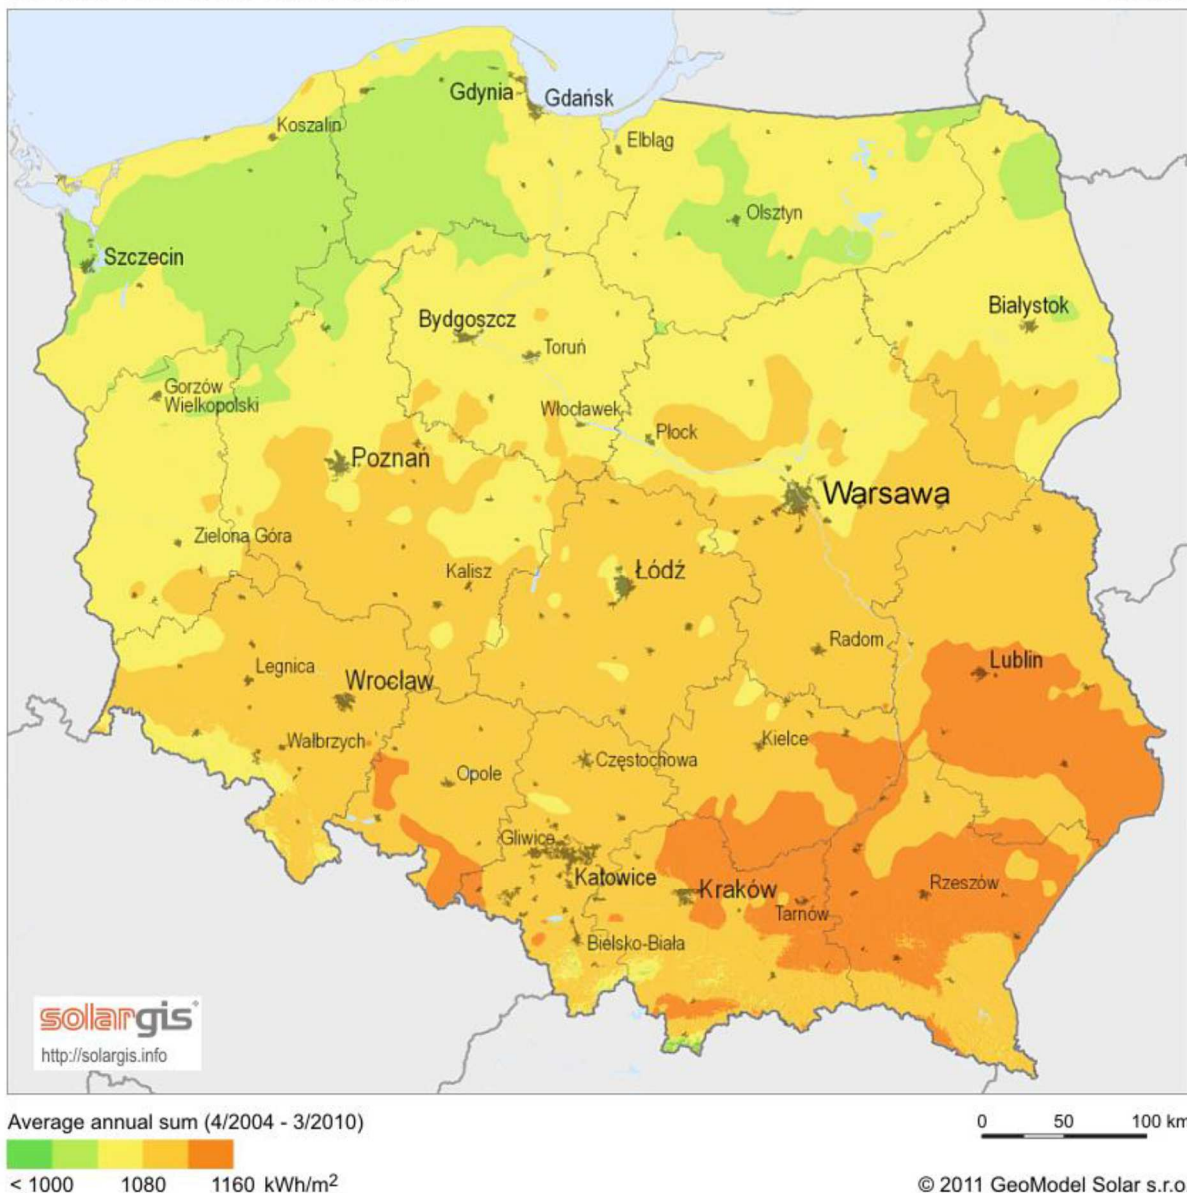 Gdynia
Gdańsk
Koszalin
Elbląg
Olsztyn
Szczecin
Białystok
Bydgoszcz
Toruń
Gorzów
Wielkopolski
Włocławek
Płock
Poznań
Warsawa
Zielona Góra
Kalisz
Łódź
Radom
Legnica
Lublin
Wrocław
Wałbrzych
Kielce
Częstochowa
Opole
Gliwice
Katowice
Kraków
Rzeszów
Tarnów
Bielsko-Biała
solargis
http://solargis.info
Average annual sum (4/2004 - 3/2010)
0 50 100 km
< 1000 1080 1160 kWh/m²
© 2011 GeoModel Solar s.r.o.